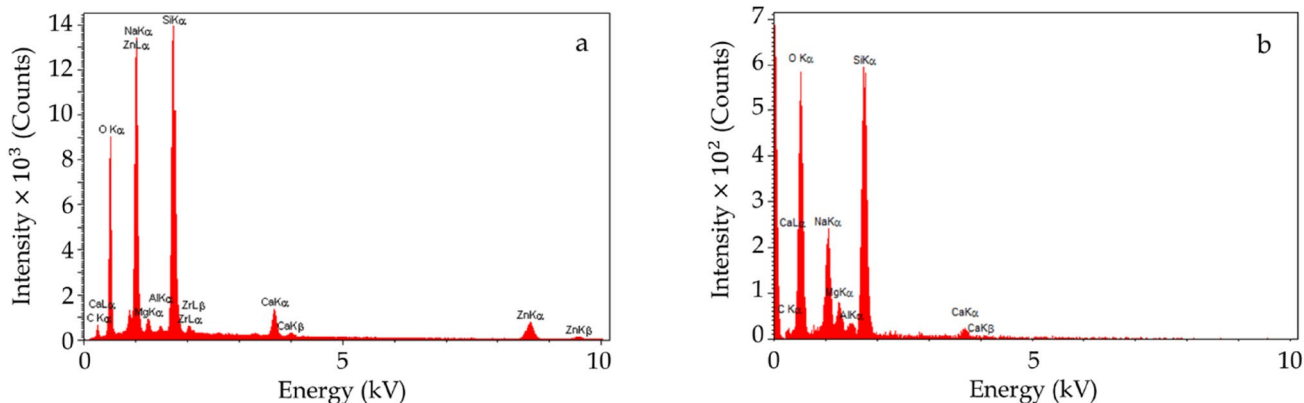 a
Intensity × 10³ (Counts)
14
12
10
8
6
4
2
0
SiKα
NaKα
ZnLα
O Kα
CaLα
C Kα
MgKα
AlKα
ZrLβ
ZrLα
CaKα
CaKβ
ZnKα
ZnKβ
0
5
10
Energy (kV)
b
Intensity × 10² (Counts)
7
6
5
4
3
2
1
0
O Kα
SiKα
CaLα
NaKα
C Kα
MgKα
AlKα
CaKα
CaKβ
0
5
10
Energy (kV)